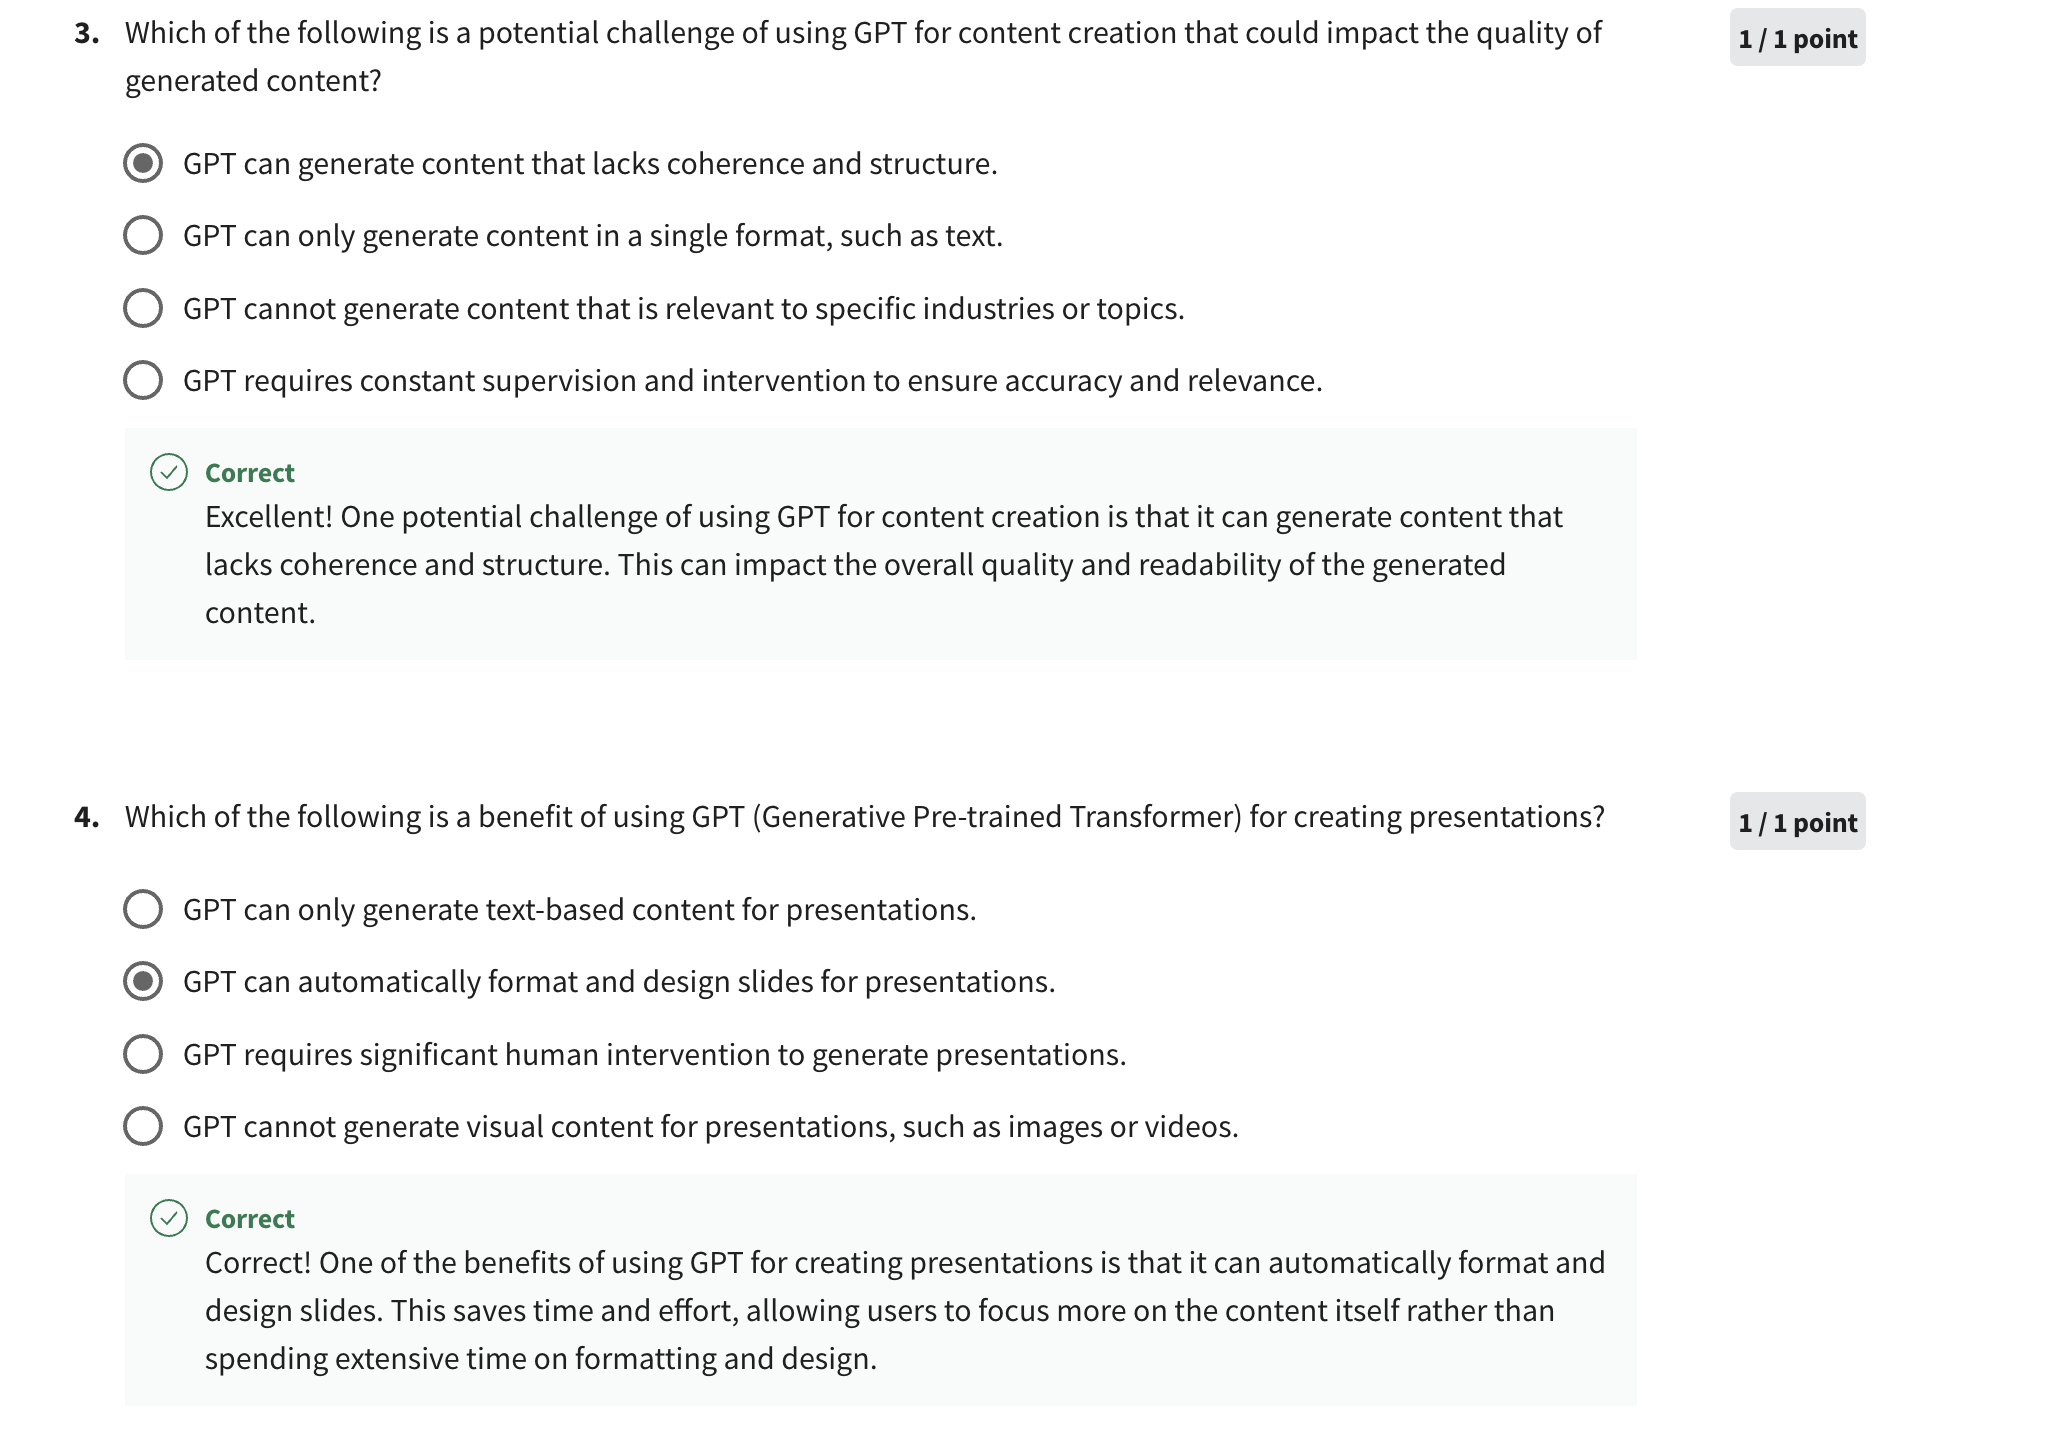 3. Which of the following is a potential challenge of using GPT for content creation that could impact the quality of
generated content?
1 / 1 point
GPT can generate content that lacks coherence and structure.
GPT can only generate content in a single format, such as text.
GPT cannot generate content that is relevant to specific industries or topics.
GPT requires constant supervision and intervention to ensure accuracy and relevance.
Correct
Excellent! One potential challenge of using GPT for content creation is that it can generate content that
lacks coherence and structure. This can impact the overall quality and readability of the generated
content.
4. Which of the following is a benefit of using GPT (Generative Pre-trained Transformer) for creating presentations?
1 / 1 point
GPT can only generate text-based content for presentations.
GPT can automatically format and design slides for presentations.
GPT requires significant human intervention to generate presentations.
GPT cannot generate visual content for presentations, such as images or videos.
Correct
Correct! One of the benefits of using GPT for creating presentations is that it can automatically format and
design slides. This saves time and effort, allowing users to focus more on the content itself rather than
spending extensive time on formatting and design.